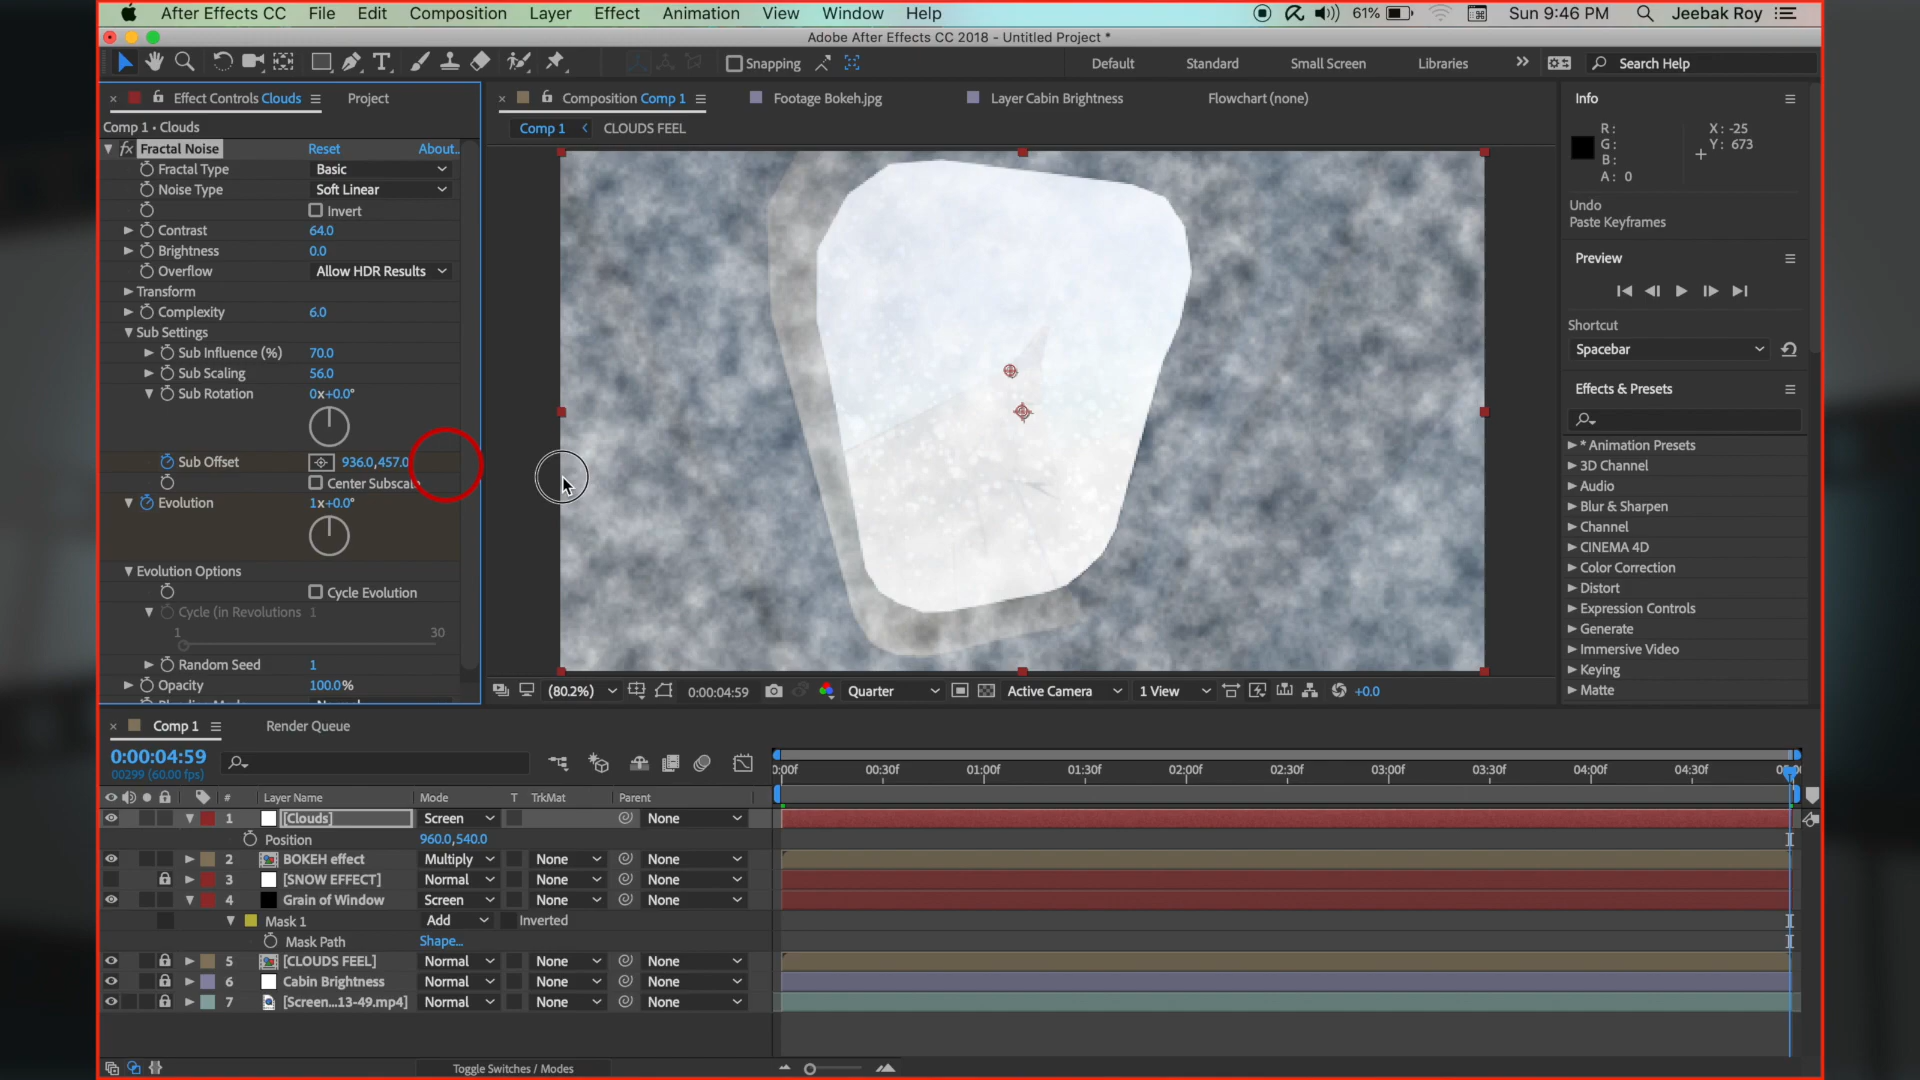 After Effects CC File Edit Composition Layer Effect Animation View Window Help 61% Sun 9:46 PM Jeebak Roy
Adobe After Effects CC 2018 - Untitled Project *
Snapping Default Standard Small Screen Libraries Search Help
Effect Controls Clouds Project
Composition Comp 1 Footage Bokeh.jpg Layer Cabin Brightness Flowchart (none)
Info
Comp 1 • Clouds
Comp 1 CLOUDS FEEL
R: X: -25
G: Y: 673
B:
A: 0
fx Fractal Noise Reset About..
Fractal Type Basic
Noise Type Soft Linear
Invert
Contrast 64.0
Brightness 0.0
Overflow Allow HDR Results
Transform
Complexity 6.0
Sub Settings
Sub Influence (%) 70.0
Sub Scaling 56.0
Sub Rotation 0x+0.0°
Sub Offset 936.0,457.0
Center Subscale
Evolution 1x+0.0°
Evolution Options
Cycle Evolution
Cycle (in Revolutions 1
1 30
Random Seed 1
Opacity 100.0%
Undo
Paste Keyframes
Preview
Shortcut
Spacebar
Effects & Presets
* Animation Presets
3D Channel
Audio
Blur & Sharpen
Channel
CINEMA 4D
Color Correction
Distort
Expression Controls
Generate
Immersive Video
Keying
Matte
(80.2%) 0:00:04:59 Quarter Active Camera 1 View +0.0
Comp 1 Render Queue
0:00:04:59
00299 (60.00 fps)
0:00f 00:30f 01:00f 01:30f 02:00f 02:30f 03:00f 03:30f 04:00f 04:30f
# Layer Name Mode T TrkMat Parent
1 [Clouds] Screen None
Position 960.0,540.0
2 BOKEH effect Multiply None None
3 [SNOW EFFECT] Normal None None
4 Grain of Window Screen None None
Mask 1 Add Inverted
Mask Path Shape...
5 [CLOUDS FEEL] Normal None None
6 Cabin Brightness Normal None None
7 [Screen...13-49.mp4] Normal None None
Toggle Switches / Modes